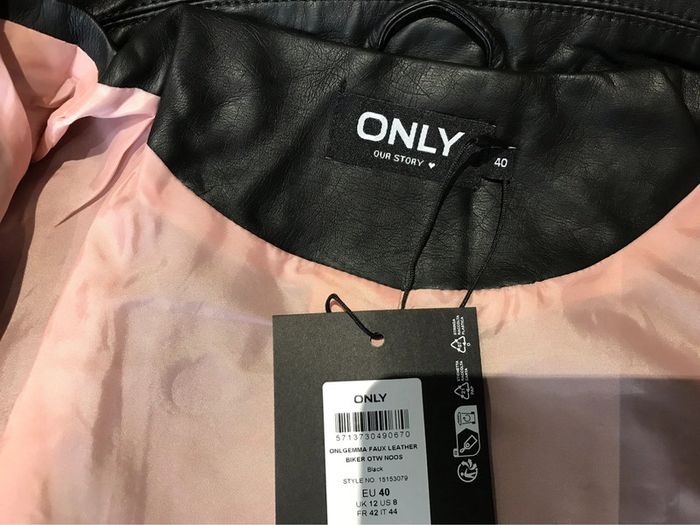 ONLY
OUR STORY ♥
40
ONLY
5713730490670
ONLGEMMA FAUX LEATHER
BIKER OTW NOOS
Black
STYLE NO 15153079
EU 40
UK 12 US 8
FR 42 IT 44